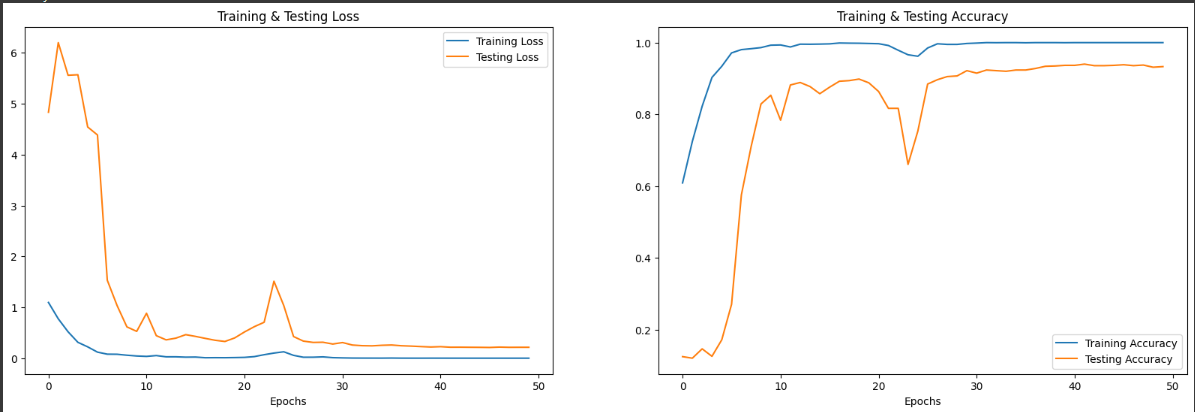 Training & Testing Loss
Training Loss
Testing Loss
6
5
4
3
2
1
0
0 10 20 30 40 50
Epochs
Training & Testing Accuracy
1.0
0.8
0.6
0.4
0.2
Training Accuracy
Testing Accuracy
0 10 20 30 40 50
Epochs